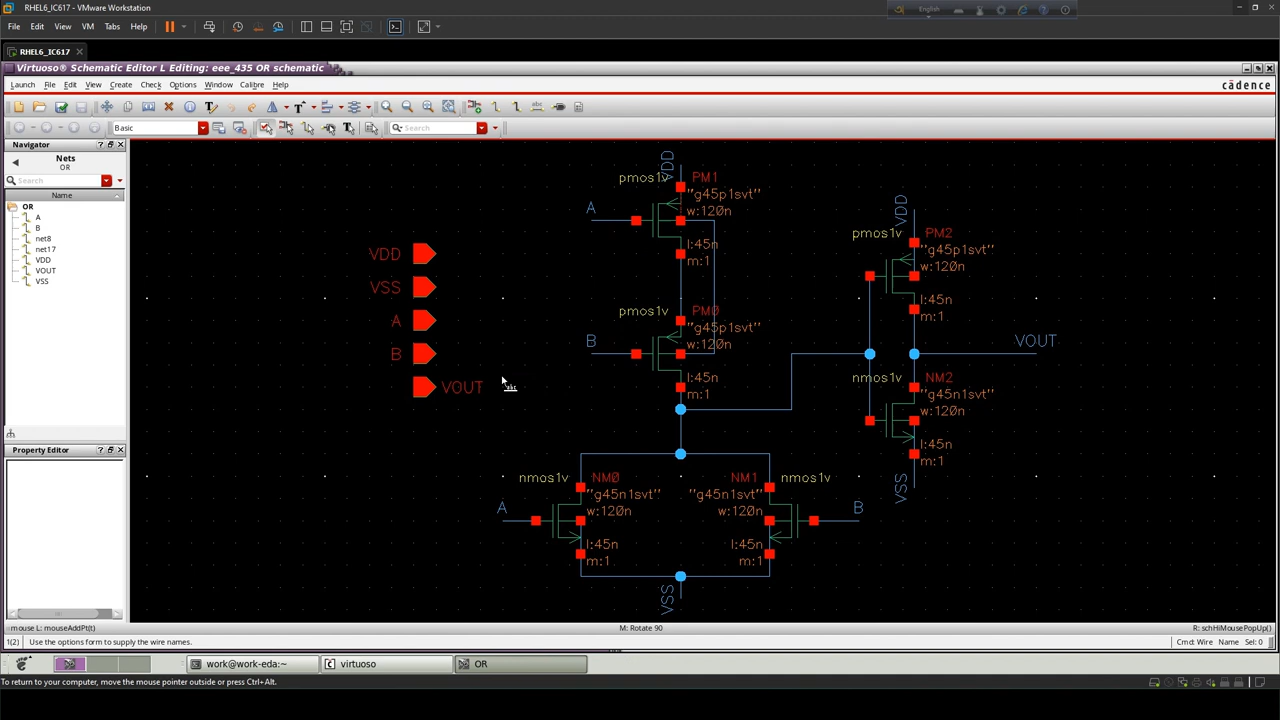 RHEL6_IC617 - VMware Workstation
English
File Edit View VM Tabs Help
RHEL6_IC617
Virtuoso® Schematic Editor L Editing: eee_435 OR schematic
Launch File Edit View Create Check Options Window Calibre Help
cādence
Basic
Search
Navigator
Nets
OR
Search
Name
OR
A
B
net8
net17
VDD
VOUT
VSS
Property Editor
VDD
VSS
A
B
VOUT
VDD
pmos1v
PM1
"g45p1svt"
w:120n
A
l:45n
m:1
pmos1v
PM0
"g45p1svt"
w:120n
B
l:45n
m:1
VDD
pmos1v
PM2
"g45p1svt"
w:120n
l:45n
m:1
VOUT
nmos1v
NM2
"g45n1svt"
w:120n
l:45n
m:1
VSS
nmos1v
NM0
"g45n1svt"
w:120n
A
l:45n
m:1
NM1
nmos1v
"g45n1svt"
w:120n
B
l:45n
m:1
VSS
mouse L: mouseAddPt(t)
M: Rotate 90
R: schHiMousePopUp()
1(2)
Use the options form to supply the wire names.
Cmd: Wire Name Sel: 0
work@work-eda:~
virtuoso
OR
To return to your computer, move the mouse pointer outside or press Ctrl+Alt.